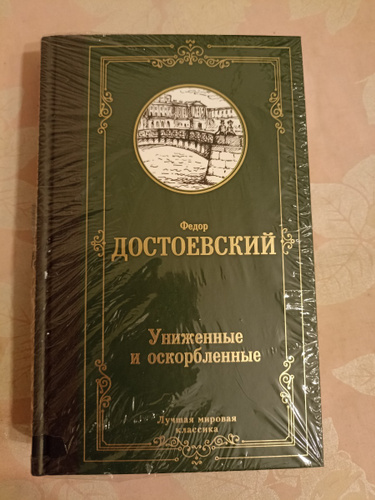 Федор
ДОСТОЕВСКИЙ
Униженные
и оскорбленные
Лучшая мировая
классика